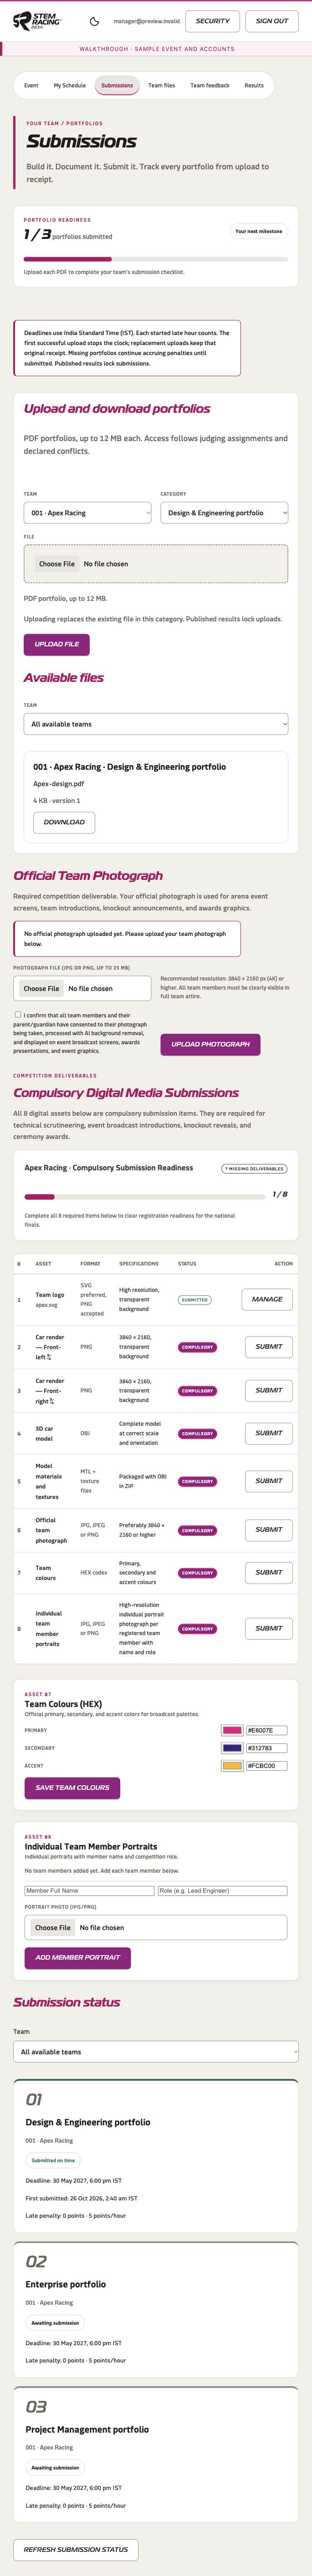 STEM
RACING
INDIA
manager@preview.invalid
SECURITY
SIGN OUT
WALKTHROUGH · SAMPLE EVENT AND ACCOUNTS
Event
My Schedule
Submissions
Team files
Team feedback
Results
YOUR TEAM / PORTFOLIOS
Submissions
Build it. Document it. Submit it. Track every portfolio from upload to
receipt.
PORTFOLIO READINESS
1 / 3 portfolios submitted
Your next milestone
Upload each PDF to complete your team's submission checklist.
Deadlines use India Standard Time (IST). Each started late hour counts. The
first successful upload stops the clock; replacement uploads keep that
original receipt. Missing portfolios continue accruing penalties until
submitted. Published results lock submissions.
Upload and download portfolios
PDF portfolios, up to 12 MB each. Access follows judging assignments and
declared conflicts.
TEAM
CATEGORY
001 · Apex Racing
Design & Engineering portfolio
FILE
Choose File No file chosen
PDF portfolio, up to 12 MB.
Uploading replaces the existing file in this category. Published results lock uploads.
UPLOAD FILE
Available files
TEAM
All available teams
001 · Apex Racing · Design & Engineering portfolio
Apex-design.pdf
4 KB · version 1
DOWNLOAD
Official Team Photograph
Required competition deliverable. Your official photograph is used for arena event
screens, team introductions, knockout announcements, and awards graphics.
No official photograph uploaded yet. Please upload your team photograph
below.
PHOTOGRAPH FILE (JPG OR PNG, UP TO 25 MB)
Choose File No file chosen
Recommended resolution: 3840 × 2160 px (4K) or
higher. All team members must be clearly visible in
full team attire.
I confirm that all team members and their
parent/guardian have consented to their photograph
being taken, processed with AI background removal,
and displayed on event broadcast screens, awards
presentations, and event graphics.
UPLOAD PHOTOGRAPH
COMPETITION DELIVERABLES
Compulsory Digital Media Submissions
All 8 digital assets below are compulsory submission items. They are required for
technical scrutineering, event broadcast introductions, knockout reveals, and
ceremony awards.
Apex Racing · Compulsory Submission Readiness
7 MISSING DELIVERABLES
1 / 8
Complete all 8 required items below to clear registration readiness for the national
finals.
# ASSET FORMAT SPECIFICATIONS STATUS ACTION
1
Team logo
apex.svg
SVG
preferred,
PNG
accepted
High resolution,
transparent
background
SUBMITTED
MANAGE
2
Car render
— Front-
left ¾
PNG
3840 × 2160,
transparent
background
COMPULSORY
SUBMIT
3
Car render
— Front-
right ¾
PNG
3840 × 2160,
transparent
background
COMPULSORY
SUBMIT
4
3D car
model
OBJ
Complete model
at correct scale
and orientation
COMPULSORY
SUBMIT
5
Model
materials
and
textures
MTL +
texture
files
Packaged with OBJ
in ZIP
COMPULSORY
SUBMIT
6
Official
team
photograph
JPG, JPEG
or PNG
Preferably 3840 ×
2160 or higher
COMPULSORY
SUBMIT
7
Team
colours
HEX codes
Primary,
secondary and
accent colours
COMPULSORY
SUBMIT
8
Individual
team
member
portraits
JPG, JPEG
or PNG
High-resolution
individual portrait
photograph per
registered team
member with
name and role
COMPULSORY
SUBMIT
ASSET #7
Team Colours (HEX)
Official primary, secondary, and accent colours for broadcast palettes.
PRIMARY
#E6007E
SECONDARY
#312783
ACCENT
#FCBC00
SAVE TEAM COLOURS
ASSET #8
Individual Team Member Portraits
Individual portraits with member name and competition role.
No team members added yet. Add each team member below.
Member Full Name
Role (e.g. Lead Engineer)
PORTRAIT PHOTO (JPG/PNG)
Choose File No file chosen
ADD MEMBER PORTRAIT
Submission status
Team
All available teams
01
Design & Engineering portfolio
001 · Apex Racing
Submitted on time
Deadline: 30 May 2027, 6:00 pm IST
First submitted: 26 Oct 2026, 2:40 am IST
Late penalty: 0 points · 5 points/hour
02
Enterprise portfolio
001 · Apex Racing
Awaiting submission
Deadline: 30 May 2027, 6:00 pm IST
Late penalty: 0 points · 5 points/hour
03
Project Management portfolio
001 · Apex Racing
Awaiting submission
Deadline: 30 May 2027, 6:00 pm IST
Late penalty: 0 points · 5 points/hour
REFRESH SUBMISSION STATUS